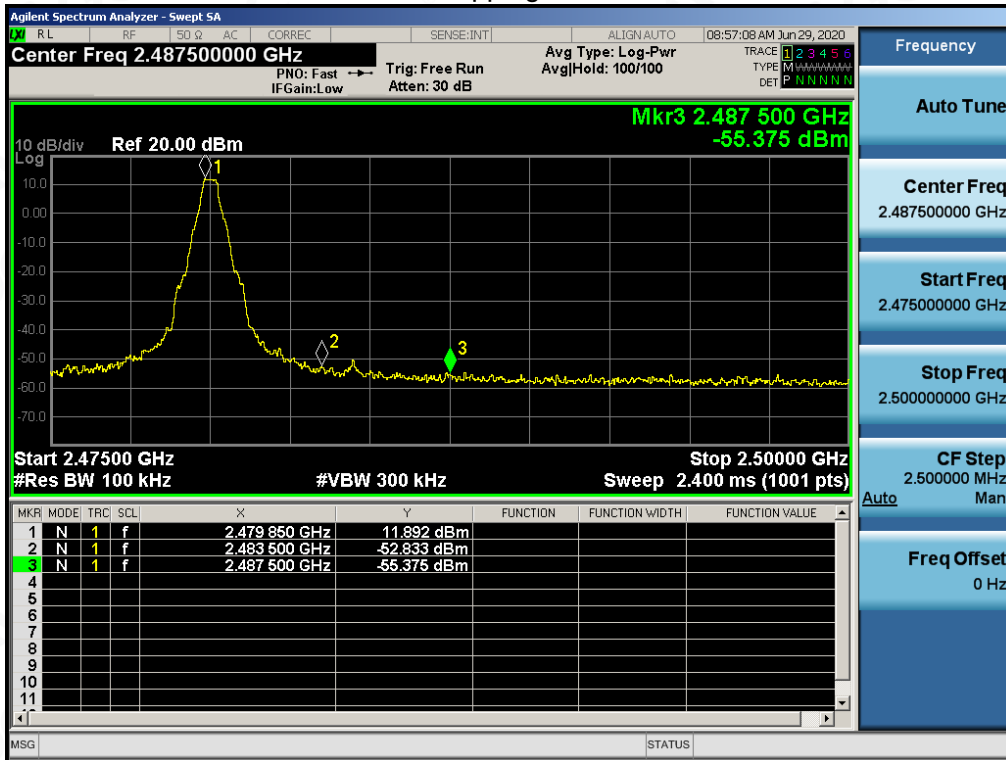 Agilent Spectrum Analyzer - Swept SA
LXI RL RF 50 Ω AC CORREC SENSE:INT ALIGN AUTO 08:57:08 AM Jun 29, 2020
Center Freq 2.487500000 GHz
PNO: Fast
IFGain:Low
Trig: Free Run
Atten: 30 dB
Avg Type: Log-Pwr
Avg|Hold: 100/100
TRACE 1 2 3 4 5 6
TYPE M WWWWW
DET P N N N N N
Mkr3 2.487 500 GHz
-55.375 dBm
10 dB/div Ref 20.00 dBm
Log
10.0
0.00
-10.0
-20.0
-30.0
-40.0
-50.0
-60.0
-70.0
1
2
3
Start 2.47500 GHz Stop 2.50000 GHz
#Res BW 100 kHz #VBW 300 kHz Sweep 2.400 ms (1001 pts)
MKR MODE TRC SCL X Y FUNCTION FUNCTION WIDTH FUNCTION VALUE
1 N 1 f 2.479 850 GHz 11.892 dBm
2 N 1 f 2.483 500 GHz -52.833 dBm
3 N 1 f 2.487 500 GHz -55.375 dBm
4
5
6
7
8
9
10
11
MSG STATUS
Frequency
Auto Tune
Center Freq
2.487500000 GHz
Start Freq
2.475000000 GHz
Stop Freq
2.500000000 GHz
CF Step
2.500000 MHz
Auto Man
Freq Offset
0 Hz